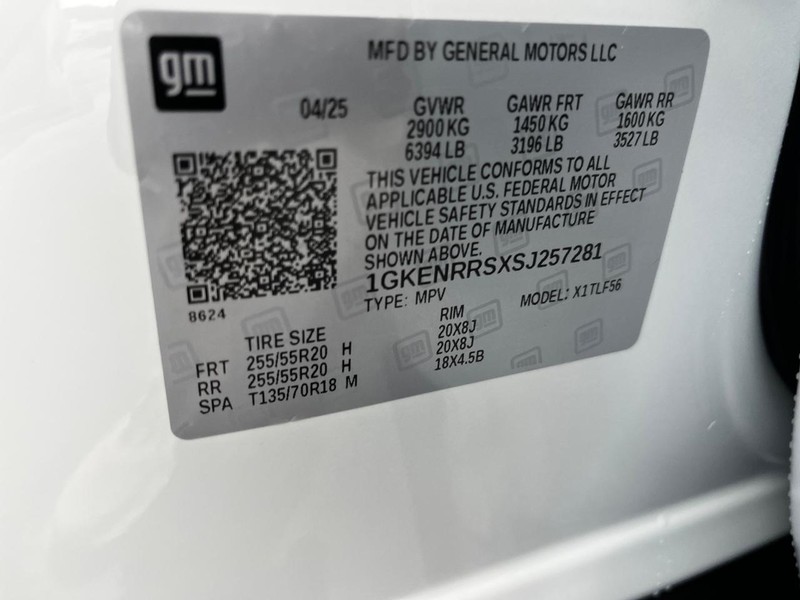 gm
MFD BY GENERAL MOTORS LLC
04/25 GVWR GAWR FRT GAWR RR
2900 KG 1450 KG 1600 KG
6394 LB 3196 LB 3527 LB
THIS VEHICLE CONFORMS TO ALL
APPLICABLE U.S. FEDERAL MOTOR
VEHICLE SAFETY STANDARDS IN EFFECT
ON THE DATE OF MANUFACTURE
SHOWN ABOVE.
1GKENRRSXSJ257281
TYPE: MPV MODEL: X1TLF56
8624
TIRE SIZE RIM
FRT 255/55R20 H 20X8J
RR 255/55R20 H 20X8J
SPA T135/70R18 M 18X4.5B